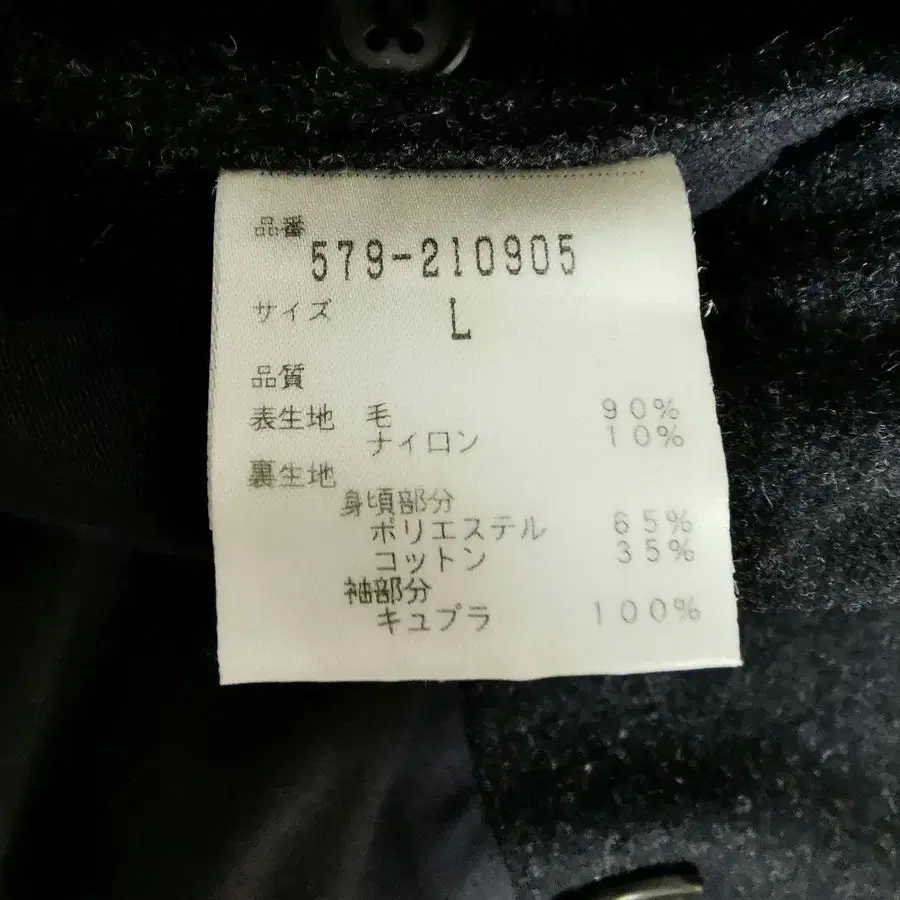 品番
579-210905
サイズ L
品質
表生地 毛 90%
ナイロン 10%
裏生地
身頃部分
ポリエステル 65%
コットン 35%
袖部分
キュプラ 100%